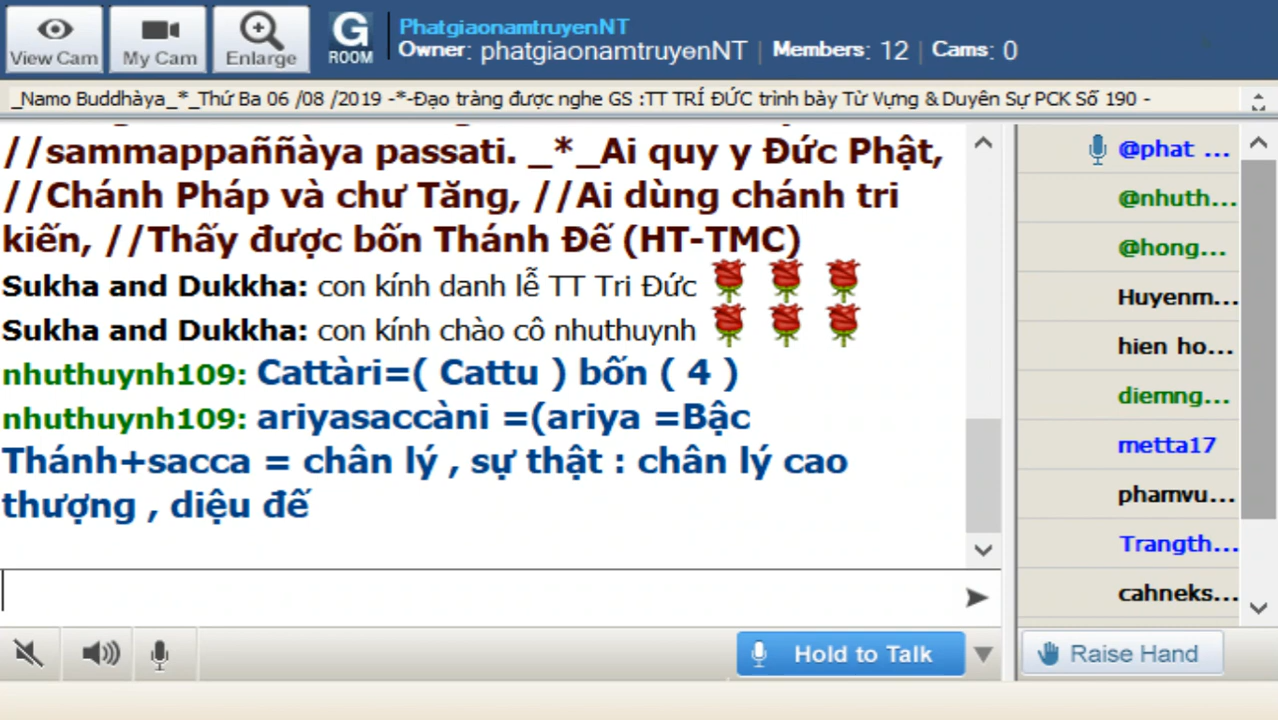 View Cam
My Cam
Enlarge
G
ROOM
PhatgiaonamtruyenNT
Owner: phatgiaonamtruyenNT | Members: 12 | Cams: 0
_Namo Buddhàya_*_Thứ Ba 06 /08 /2019 -*-Đạo tràng được nghe GS :TT TRÍ ĐỨC trình bày Từ Vựng & Duyên Sự PCK Số 190 -
//sammappaññàya passati. _*_Ai quy y Đức Phật,
//Chánh Pháp và chư Tăng, //Ai dùng chánh tri
kiến, //Thấy được bốn Thánh Đế (HT-TMC)
Sukha and Dukkha: con kính danh lễ TT Tri Đức
Sukha and Dukkha: con kính chào cô nhuthuynh
nhuthuynh109: Cattàri=( Cattu ) bốn ( 4 )
nhuthuynh109: ariyasaccàni =(ariya =Bậc
Thánh+sacca = chân lý , sự thật : chân lý cao
thượng , diệu đế
@phat ...
@nhuth...
@hong...
Huyenm...
hien ho...
diemng...
metta17
phamvu...
Trangth...
cahneks...
Hold to Talk
Raise Hand